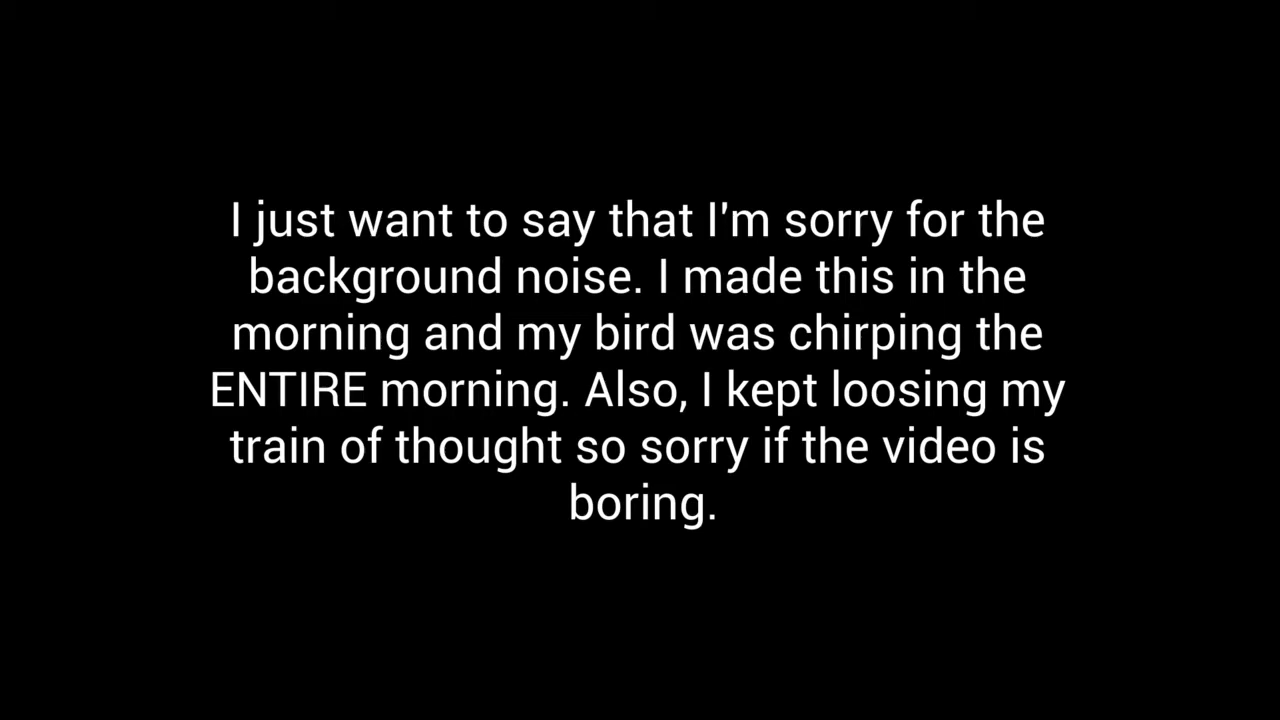 I just want to say that I'm sorry for the
background noise. I made this in the
morning and my bird was chirping the
ENTIRE morning. Also, I kept loosing my
train of thought so sorry if the video is
boring.